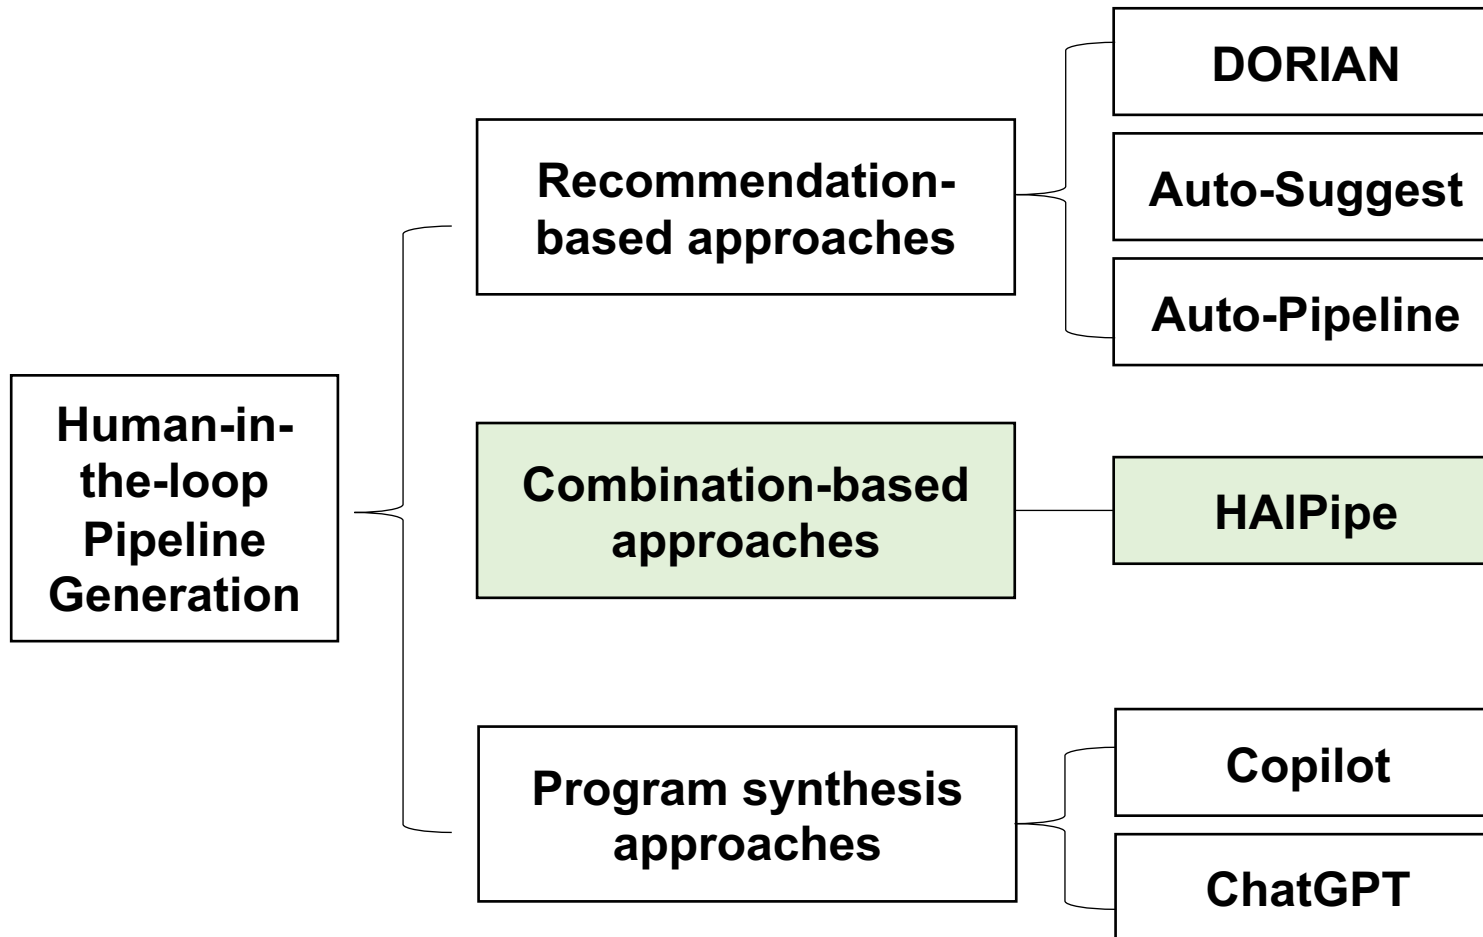 Human-in-
the-loop
Pipeline
Generation
Recommendation-
based approaches
DORIAN
Auto-Suggest
Auto-Pipeline
Combination-based
approaches
HAIPipe
Program synthesis
approaches
Copilot
ChatGPT